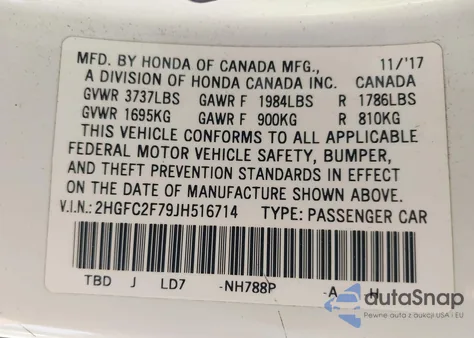 MFD. BY HONDA OF CANADA MFG., 11/'17
A DIVISION OF HONDA CANADA INC. CANADA
GVWR 3737LBS GAWR F 1984LBS R 1786LBS
GVWR 1695KG GAWR F 900KG R 810KG
THIS VEHICLE CONFORMS TO ALL APPLICABLE
FEDERAL MOTOR VEHICLE SAFETY, BUMPER,
AND THEFT PREVENTION STANDARDS IN EFFECT
ON THE DATE OF MANUFACTURE SHOWN ABOVE.
V.I.N.: 2HGFC2F79JH516714 TYPE: PASSENGER CAR
TBD J LD7 -NH788P -A H
autaSnap
Pewne auta z aukcji USA i EU